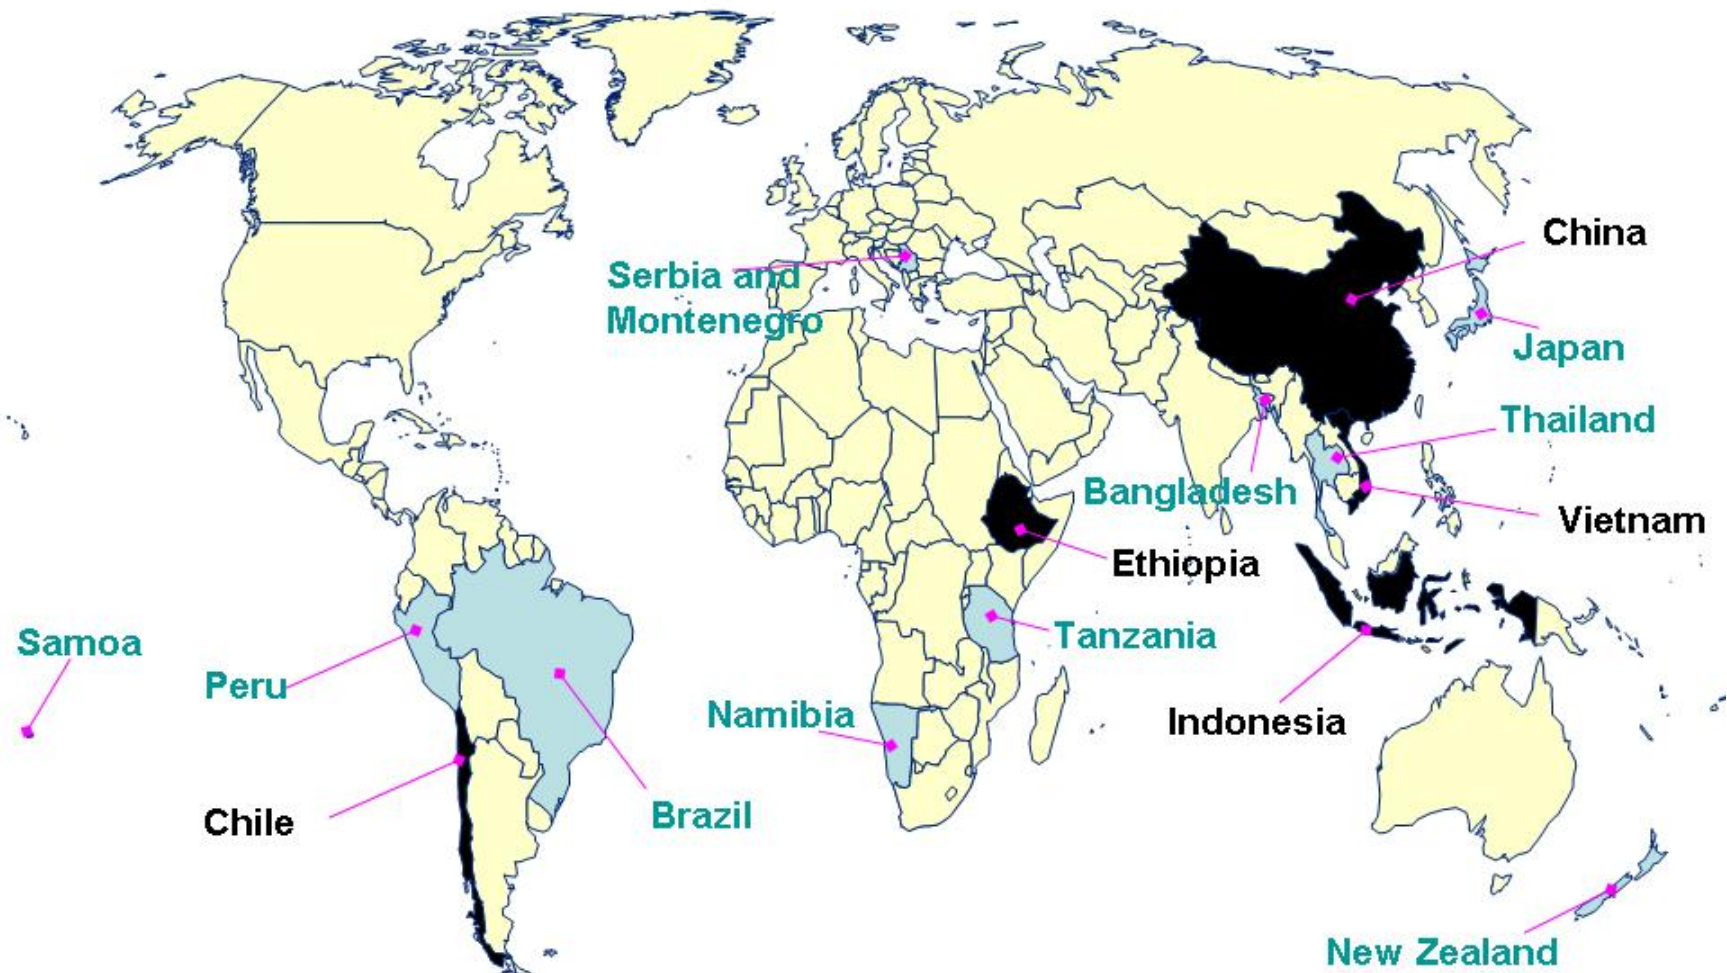 China
Serbia and
Montenegro
Japan
Thailand
Bangladesh
Vietnam
Ethiopia
Tanzania
Samoa
Peru
Namibia
Indonesia
Chile
Brazil
New Zealand